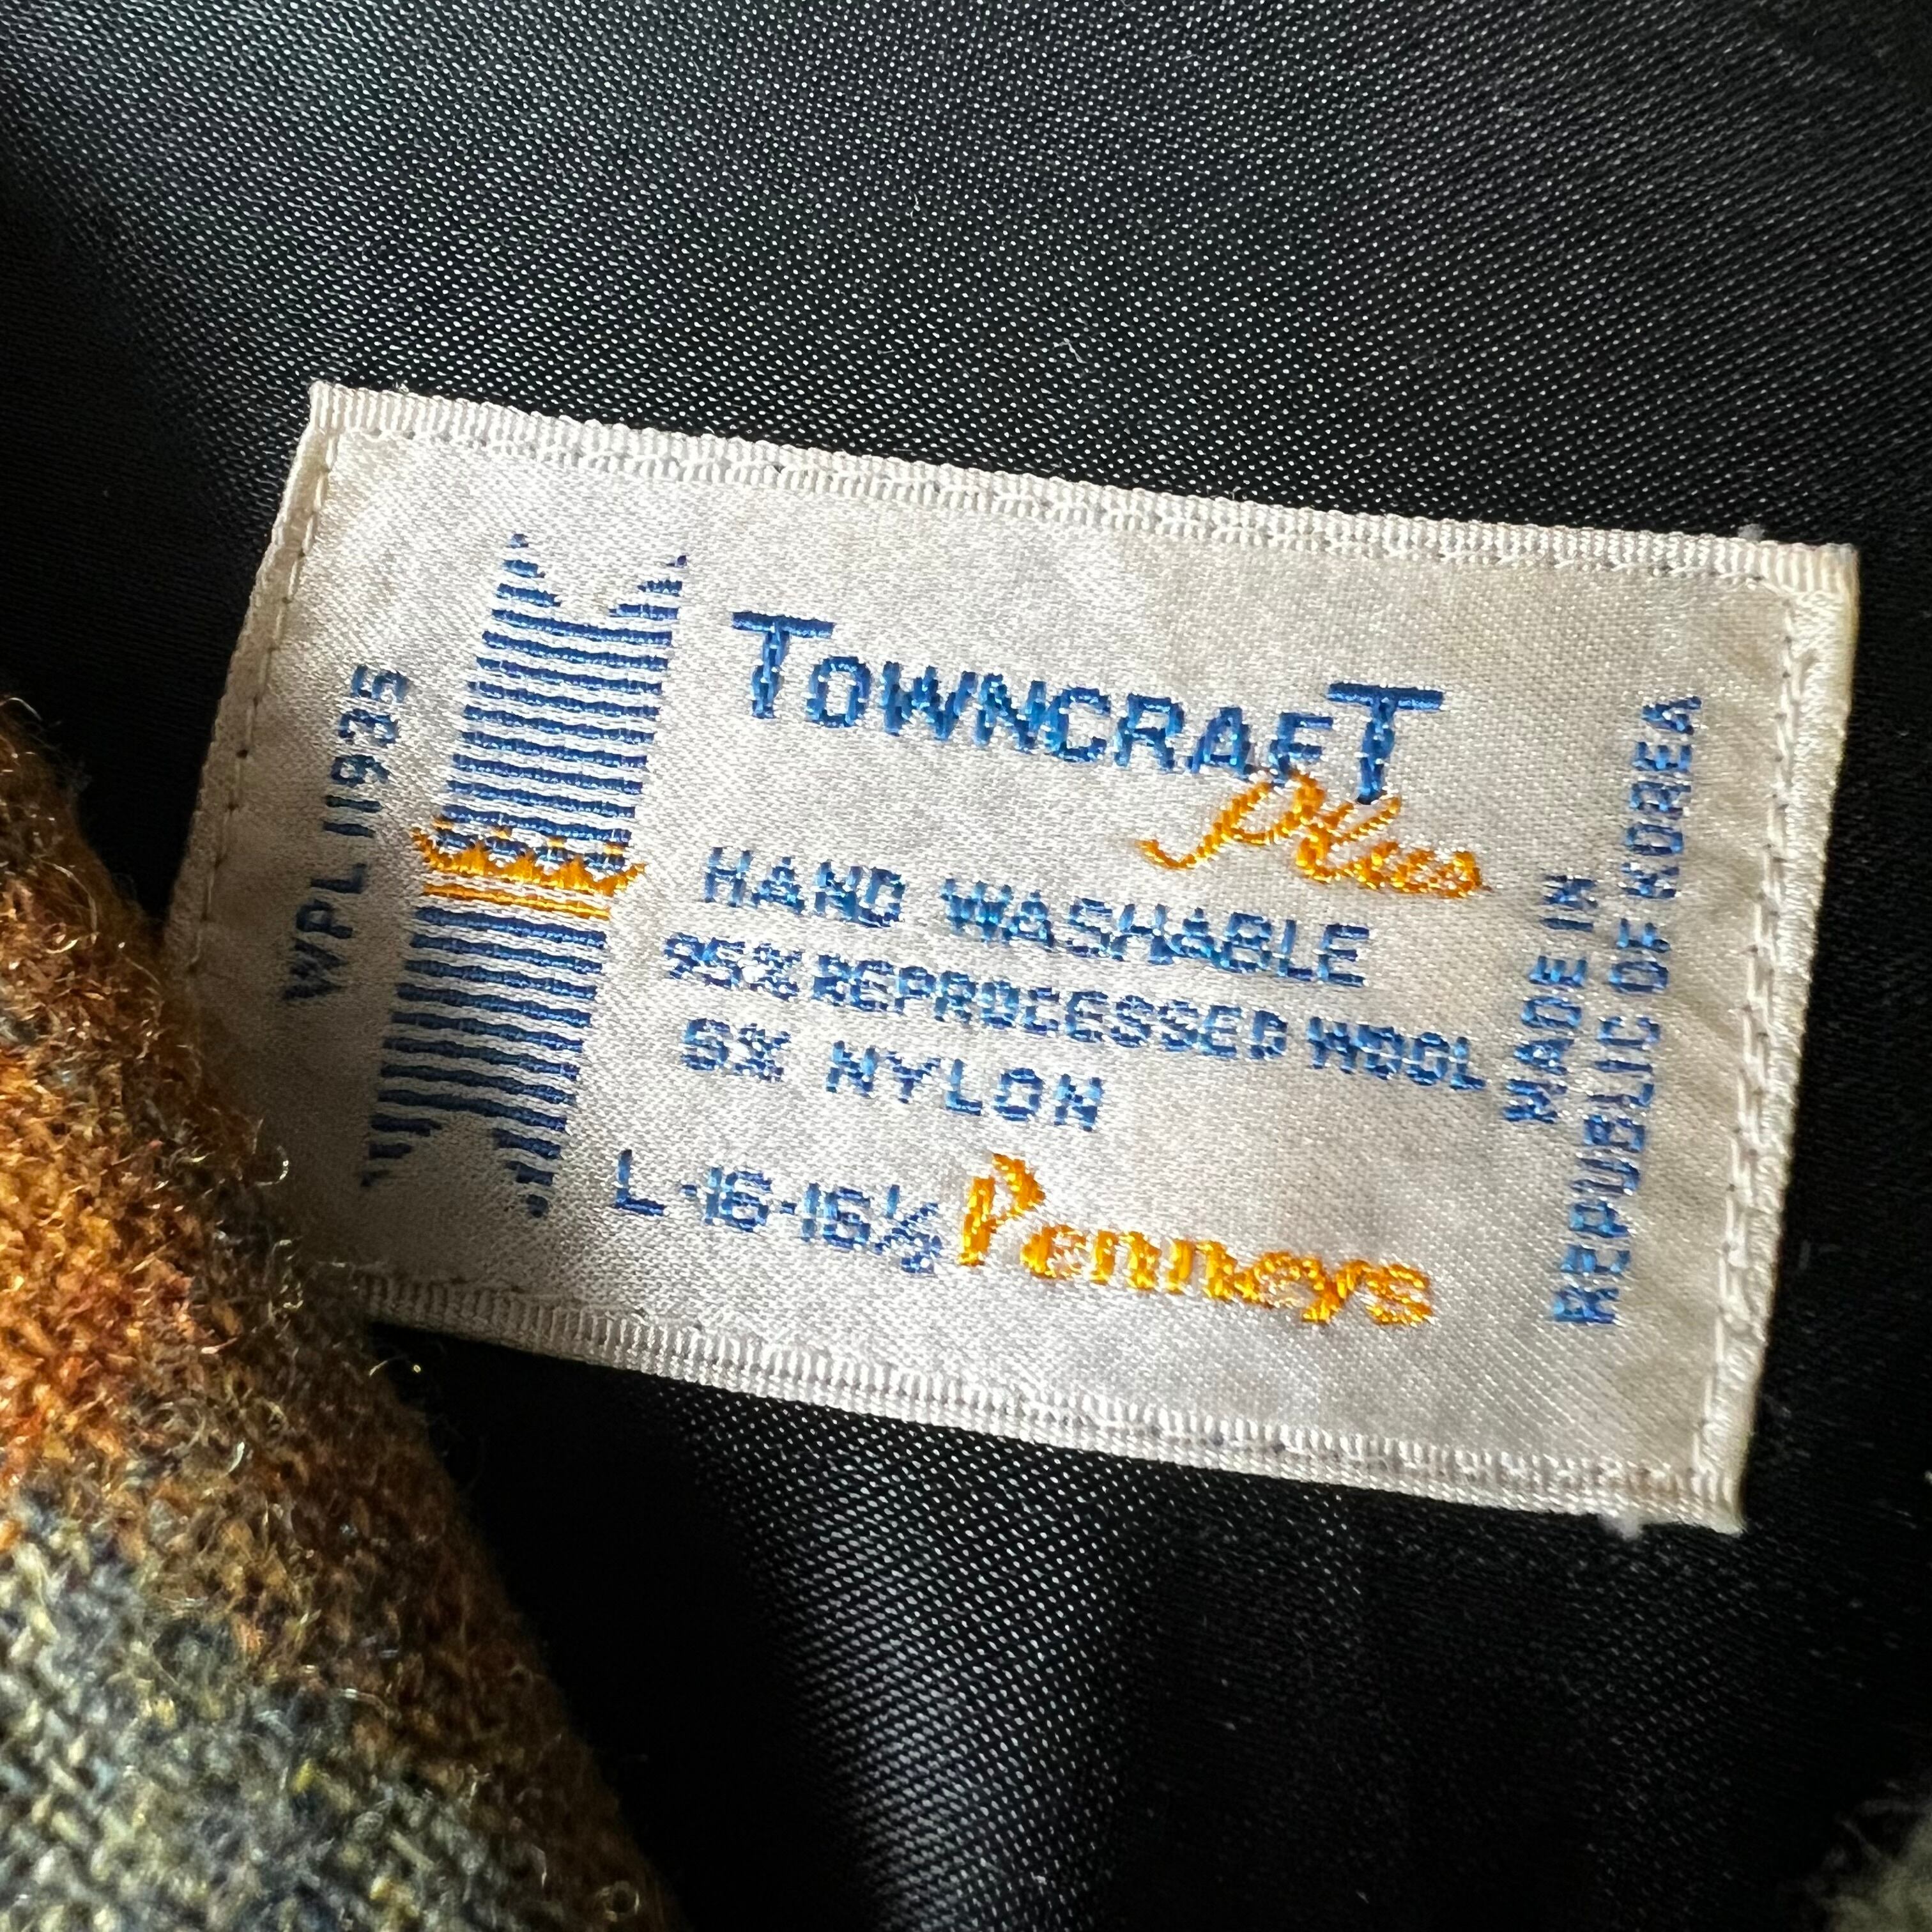 WPL 11935
TOWNCRAFT
plus
HAND WASHABLE
95% REPROCESSED WOOL
5% NYLON
L-16-16½ Penneys
MADE IN
REPUBLIC OF KOREA